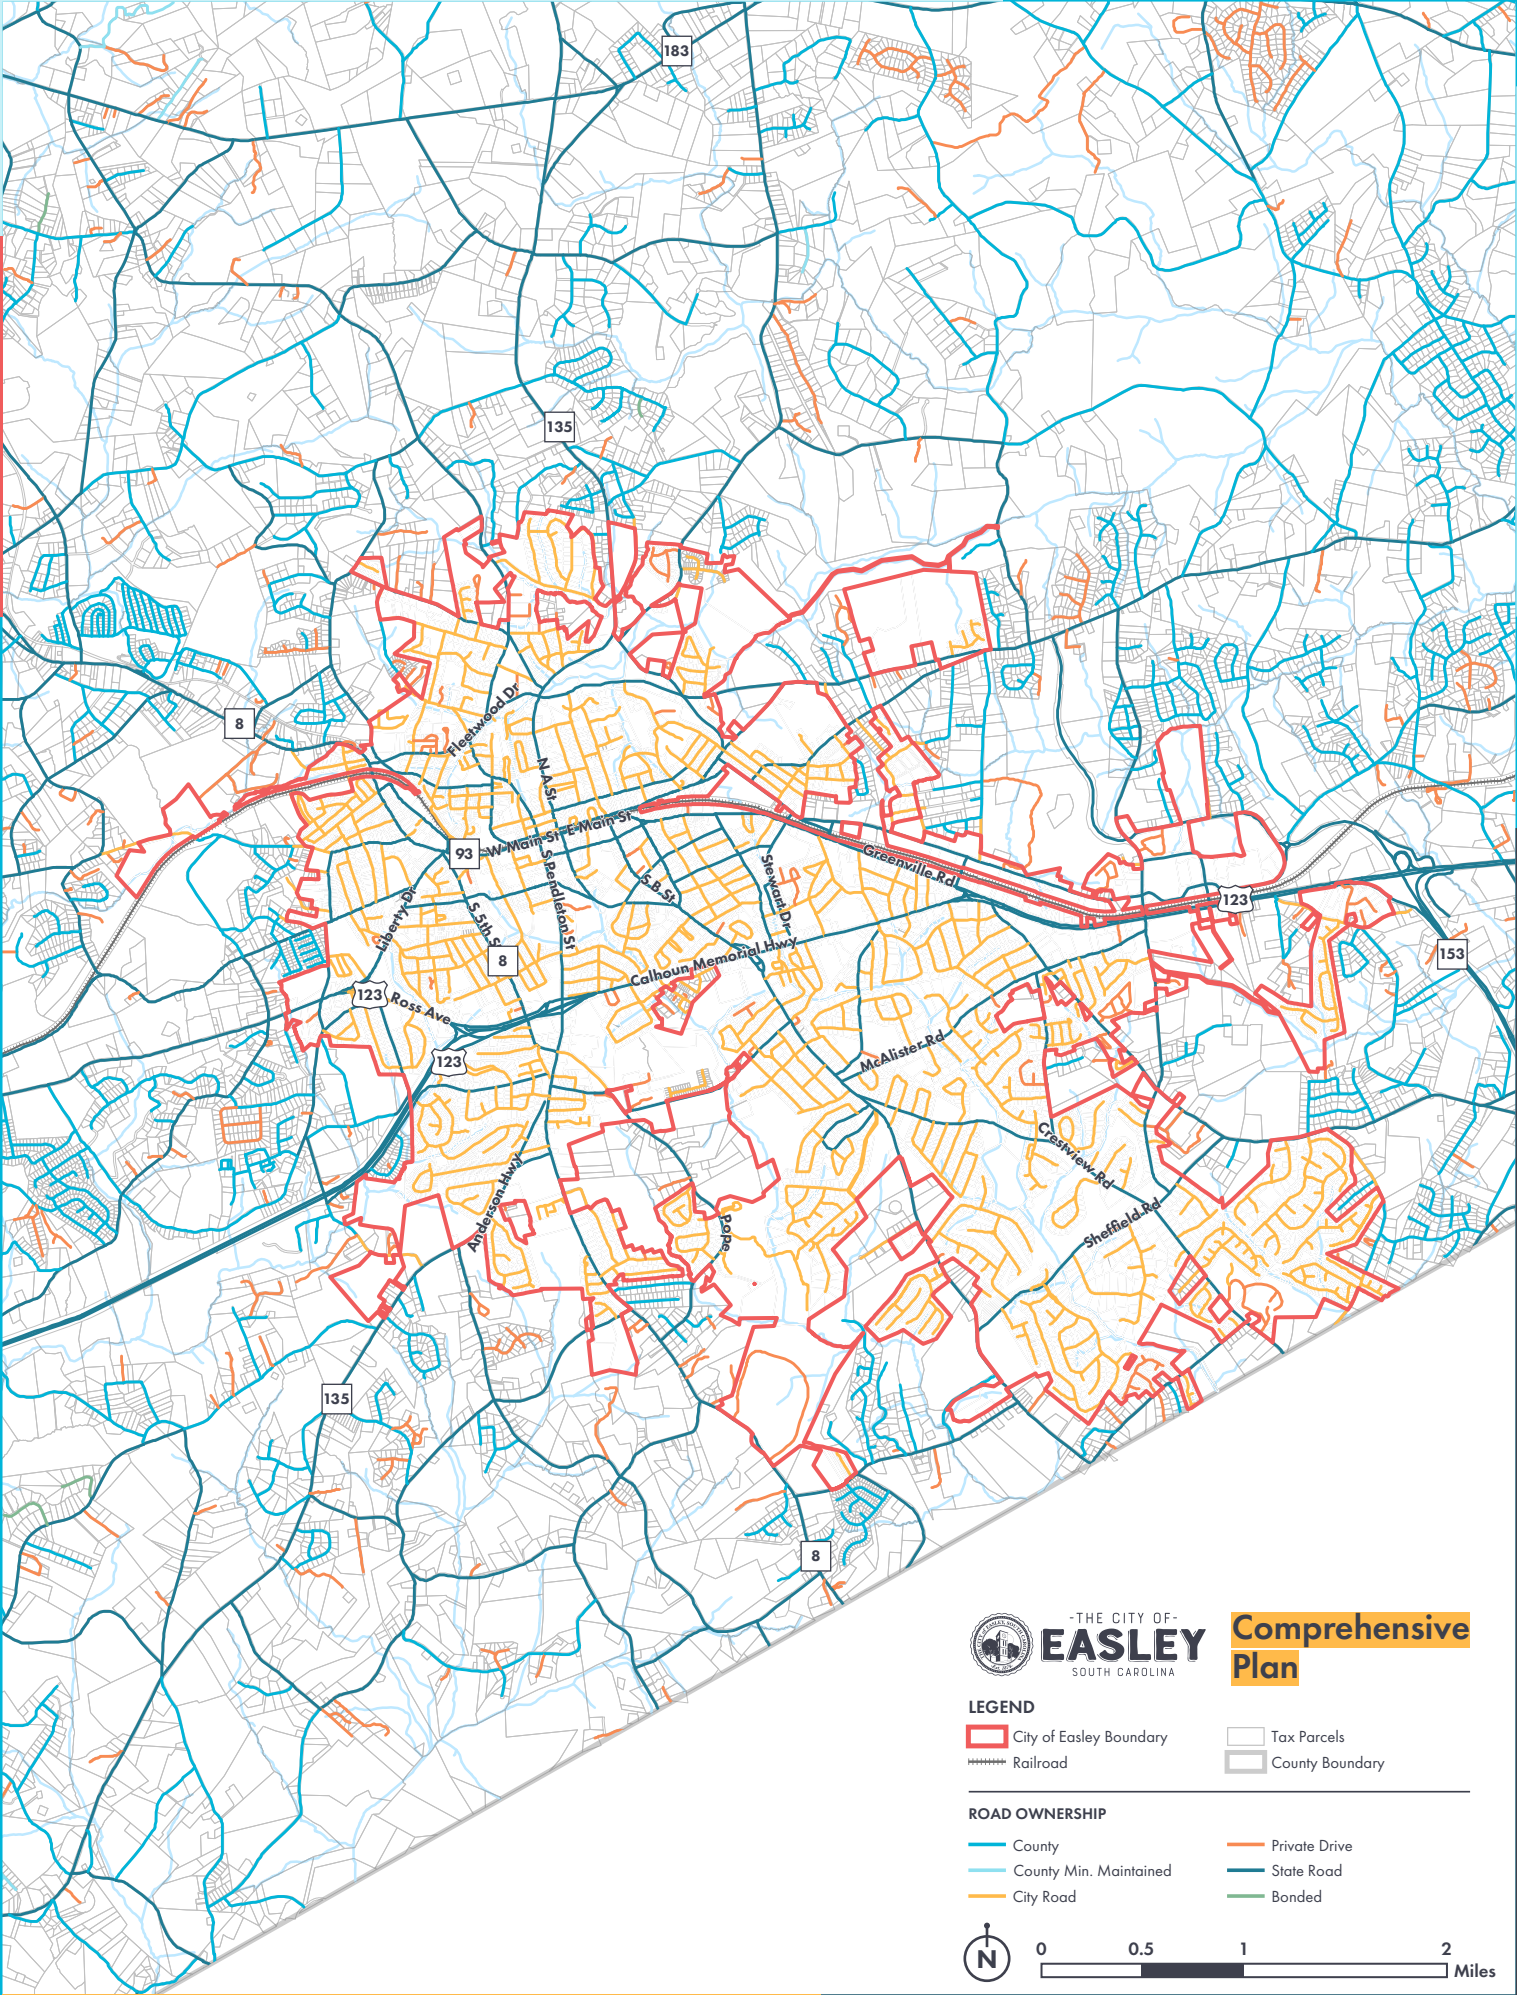 183
135
8
Fleetwood Dr
N A St
93
W Main St
E Main St
S Pendleton St
S B St
Stewart Dr
Greenville Rd
123
153
Liberty Dr
S 5th S
8
Calhoun Memorial Hwy
123
Ross Ave
123
McAlister Rd
Crestview Rd
Sheffield Rd
Anderson Hwy
Pope
135
8
-THE CITY OF-
EASLEY
SOUTH CAROLINA
Comprehensive
Plan
LEGEND
City of Easley Boundary
Tax Parcels
Railroad
County Boundary
ROAD OWNERSHIP
County
Private Drive
County Min. Maintained
State Road
City Road
Bonded
N
0 0.5 1 2
Miles